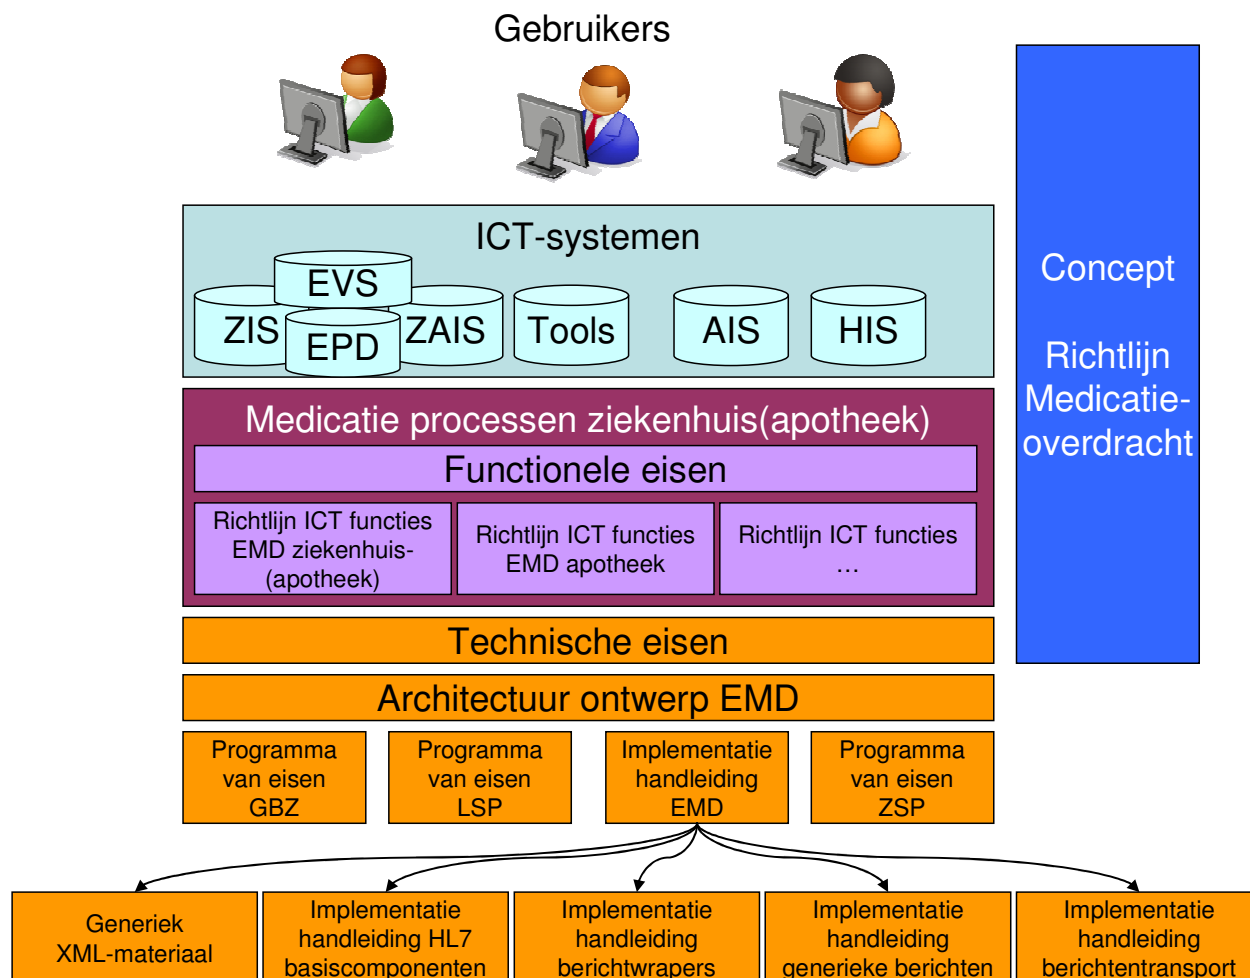 Gebruikers
ICT-systemen
EVS
ZIS
ZAIS
EPD
Tools
AIS
HIS
Concept
Richtlijn
Medicatie-
overdracht
Medicatie processen ziekenhuis(apotheek)
Functionele eisen
Richtlijn ICT functies
EMD ziekenhuis-
(apotheek)
Richtlijn ICT functies
EMD apotheek
Richtlijn ICT functies
…
Technische eisen
Architectuur ontwerp EMD
Programma
van eisen
GBZ
Programma
van eisen
LSP
Implementatie
handleiding
EMD
Programma
van eisen
ZSP
Generiek
XML-materiaal
Implementatie
handleiding HL7
basiscomponenten
Implementatie
handleiding
berichtwrapers
Implementatie
handleiding
generieke berichten
Implementatie
handleiding
berichtentransport